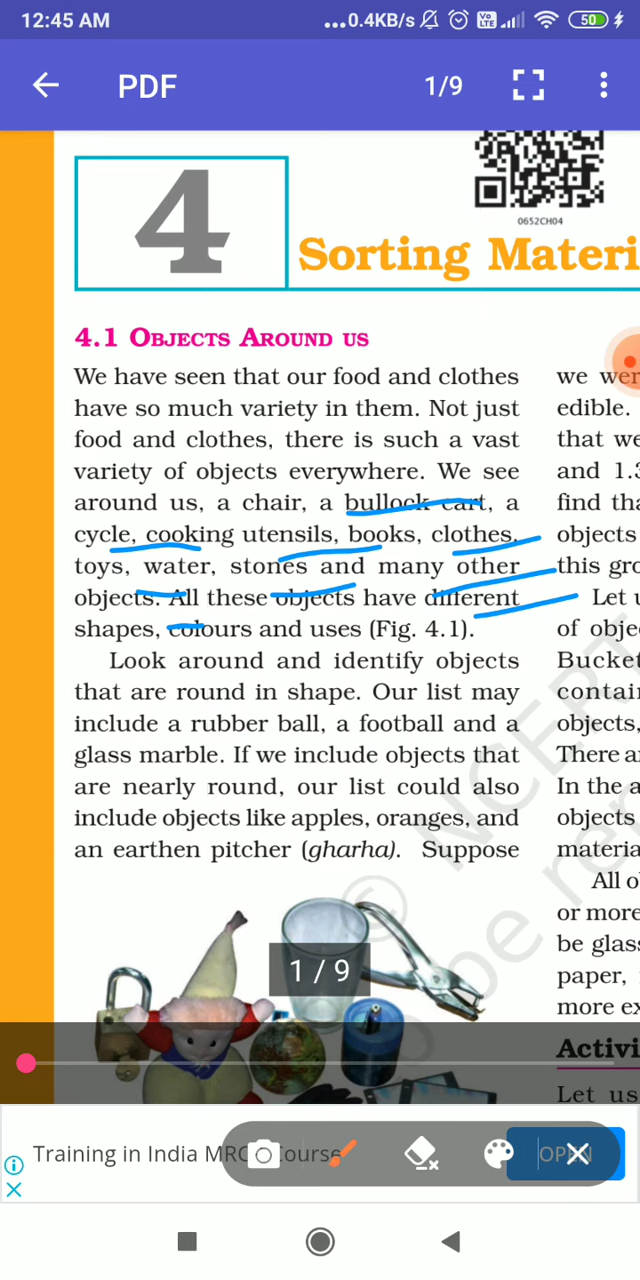 12:45 AM
...0.4KB/s
Vo
LTE
50
PDF
1/9
4
0652CH04
Sorting Materi
4.1 OBJECTS AROUND US
We have seen that our food and clothes
have so much variety in them. Not just
food and clothes, there is such a vast
variety of objects everywhere. We see
around us, a chair, a bullock cart, a
cycle, cooking utensils, books, clothes,
toys, water, stones and many other
objects. All these objects have different
shapes, colours and uses (Fig. 4.1).
Look around and identify objects
that are round in shape. Our list may
include a rubber ball, a football and a
glass marble. If we include objects that
are nearly round, our list could also
include objects like apples, oranges, and
an earthen pitcher (gharha). Suppose
we wer
edible.
that we
and 1.3
find tha
objects
this gro
Let u
of obje
Bucket
contain
objects,
There a
In the a
objects
materia
All o
or more
be glass
paper,
more ex
Activi
Let us
© NCERT
o be re
1 / 9
Training in India MRC Course
OPEN